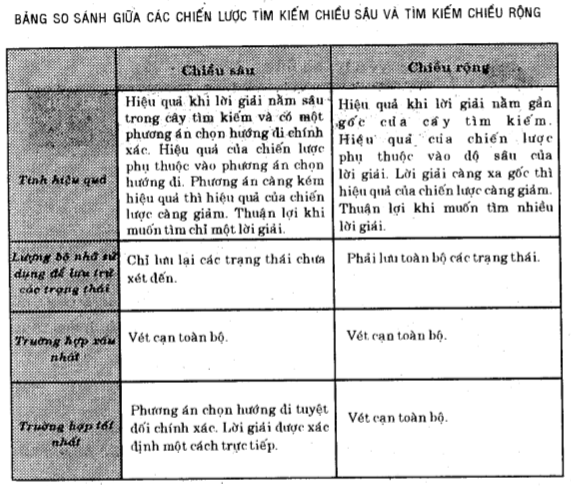 BẢNG SO SÁNH GIỮA CÁC CHIẾN LƯỢC TÌM KIẾM CHIỀU SÂU VÀ TÌM KIẾM CHIỀU RỘNG
Chiều sâu
Chiều rộng
Tính hiệu quả
Hiệu quả khi lời giải nằm sâu
trong cây tìm kiếm và có một
phương án chọn hướng đi chính
xác. Hiệu quả của chiến lược
phụ thuộc vào phương án chọn
hướng đi. Phương án càng kém
hiệu quả thì hiệu quả của chiến
lược càng giảm. Thuận lợi khi
muốn tìm chỉ một lời giải.
Hiệu quả khi lời giải nằm gần
gốc của cây tìm kiếm.
Hiệu quả của chiến lược
phụ thuộc vào độ sâu của
lời giải. Lời giải càng xa gốc thì
hiệu quả của chiến lược càng giảm.
Thuận lợi khi muốn tìm nhiều
lời giải.
Lượng bộ nhớ sử
dụng để lưu trữ
các trạng thái
Chỉ lưu lại các trạng thái chưa
xét đến.
Phải lưu toàn bộ các trạng thái.
Trường hợp xấu
nhất
Vét cạn toàn bộ.
Vét cạn toàn bộ.
Trường hợp tốt
nhất
Phương án chọn hướng đi tuyệt
đối chính xác. Lời giải được xác
định một cách trực tiếp.
Vét cạn toàn bộ.